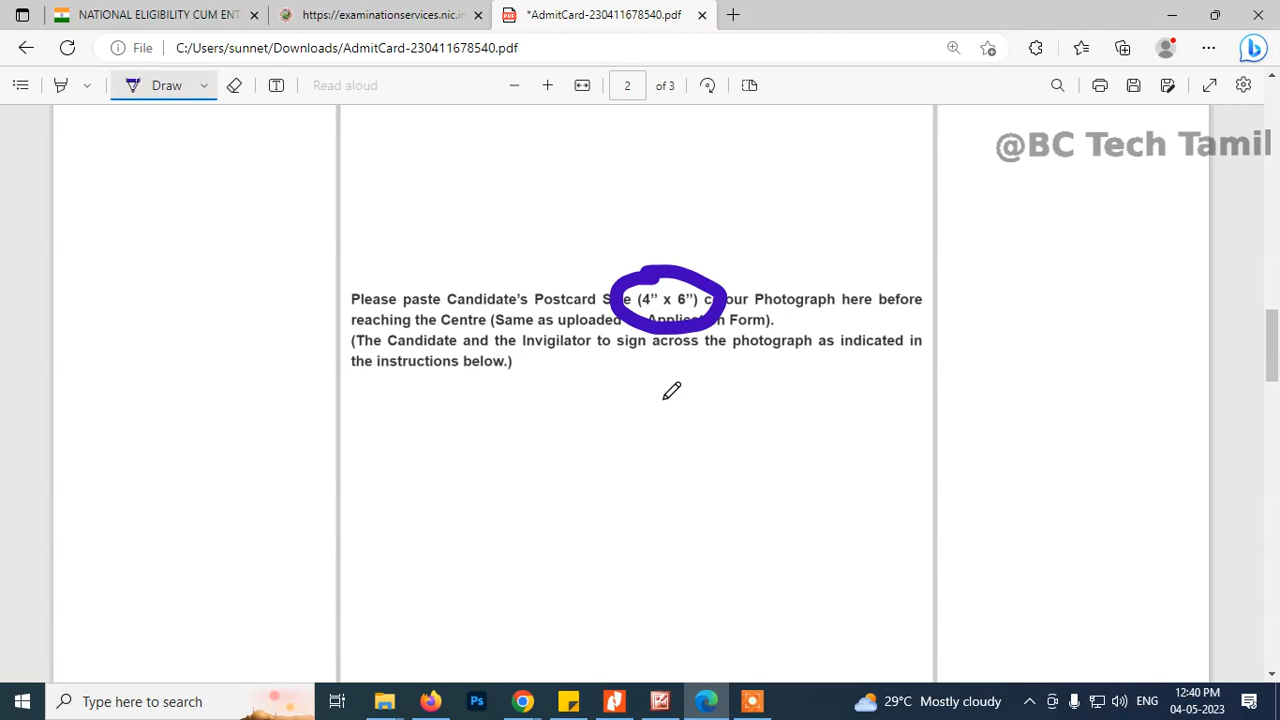 NATIONAL ELIGIBILITY CUM ENT
https://examinationservices.nic.in
*AdmitCard-230411678540.pdf
File
C:/Users/sunnet/Downloads/AdmitCard-230411678540.pdf
Draw
Read aloud
2
of 3
@BC Tech Tamil
Please paste Candidate's Postcard (4” x 6”) Photograph here before
reaching the Centre (Same as uploaded Form).
(The Candidate and the Invigilator to sign across the photograph as indicated in
the instructions below.)
Type here to search
Ps
29°C Mostly cloudy
ENG
12:40 PM
04-05-2023